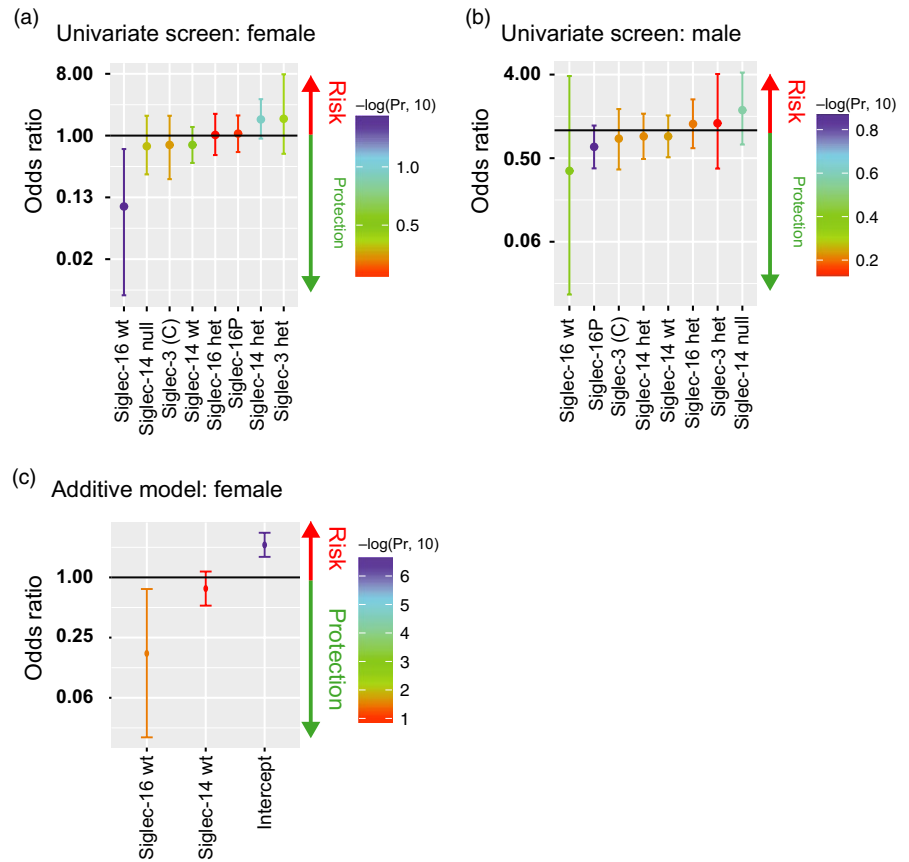 (a)
Univariate screen: female
Odds ratio
8.00
1.00
0.13
0.02
Siglec-16 wt
Siglec-14 null
Siglec-3 (C)
Siglec-14 wt
Siglec-16 het
Siglec-16P
Siglec-14 het
Siglec-3 het
Risk
Protection
–log(Pr, 10)
1.0
0.5
(b)
Univariate screen: male
Odds ratio
4.00
0.50
0.06
Siglec-16 wt
Siglec-16P
Siglec-3 (C)
Siglec-14 het
Siglec-14 wt
Siglec-16 het
Siglec-3 het
Siglec-14 null
Risk
Protection
–log(Pr, 10)
0.8
0.6
0.4
0.2
(c)
Additive model: female
Odds ratio
1.00
0.25
0.06
Siglec-16 wt
Siglec-14 wt
Intercept
Risk
Protection
–log(Pr, 10)
6
5
4
3
2
1